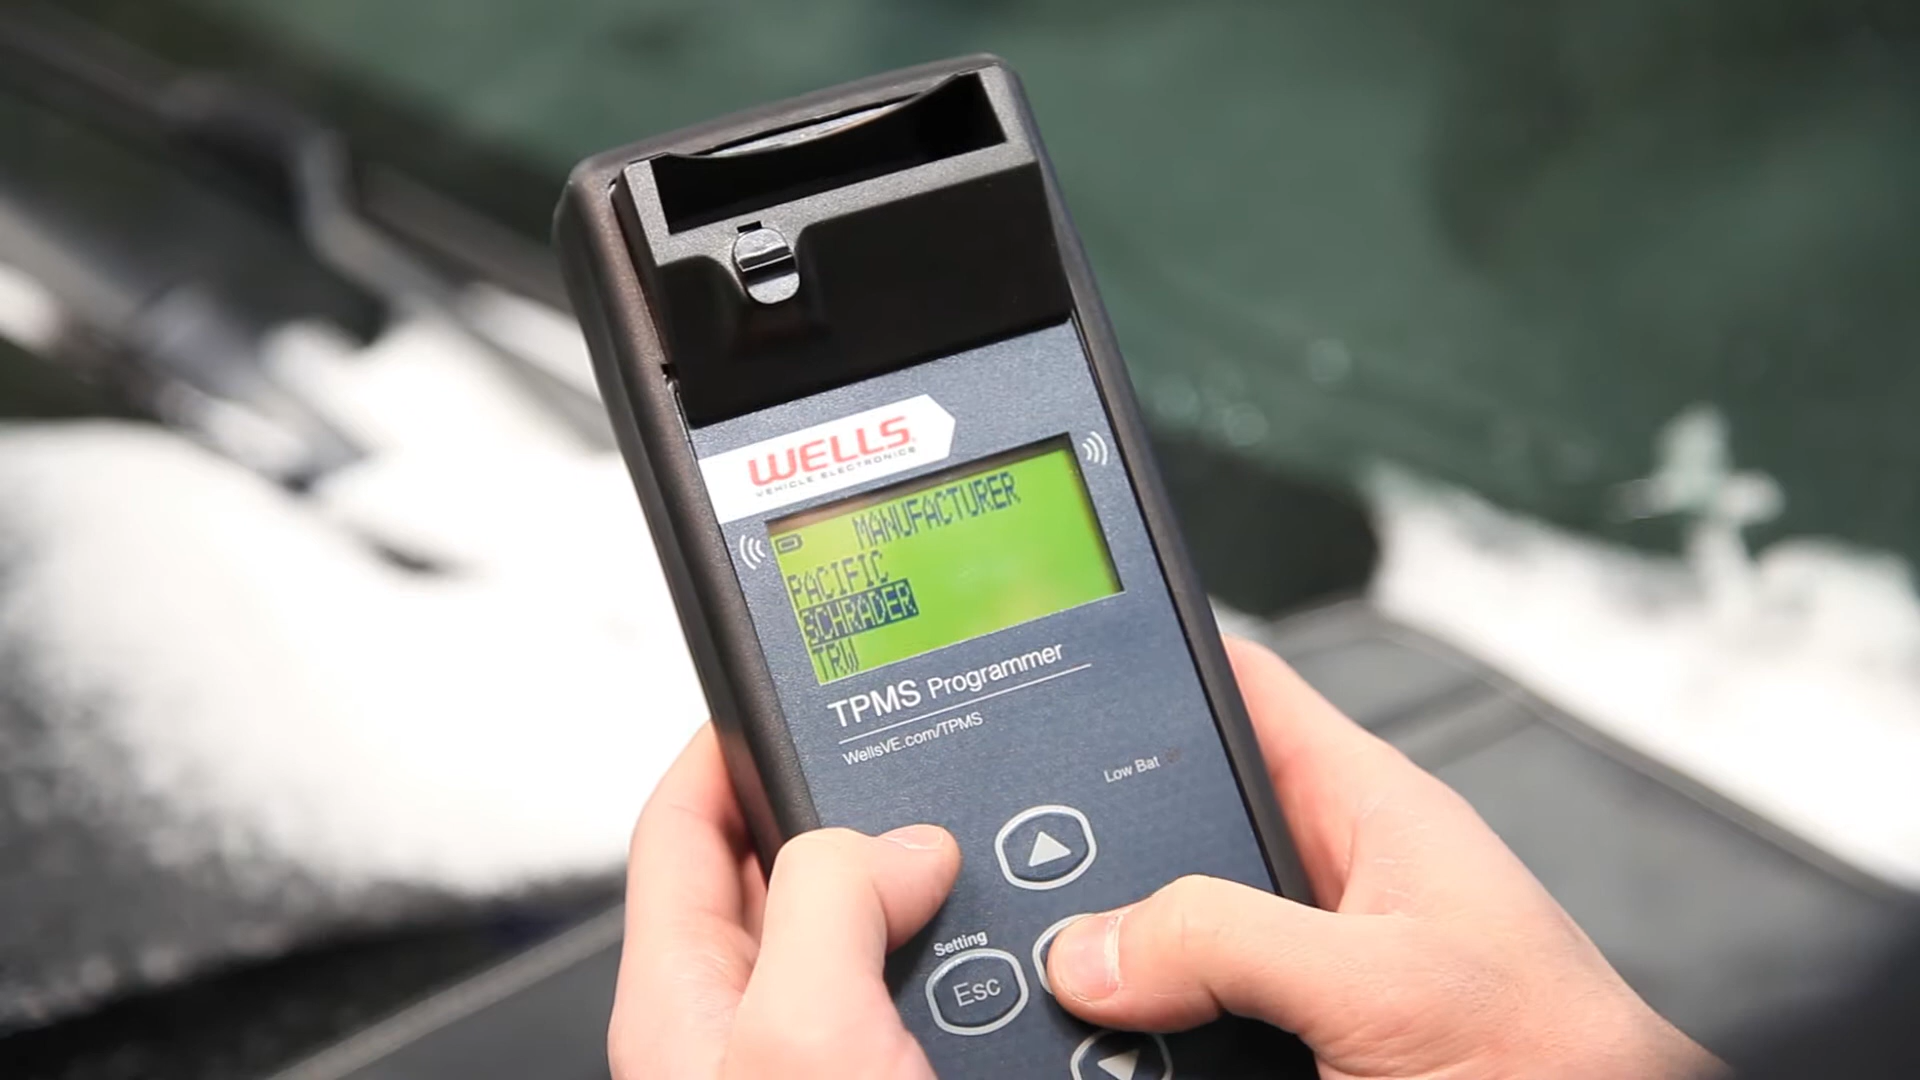 WELLS
VEHICLE ELECTRONICS
MANUFACTURER
PACIFIC
SCHRADER
TRW
TPMS Programmer
WellsVE.com/TPMS
Low Bat
Setting
Esc